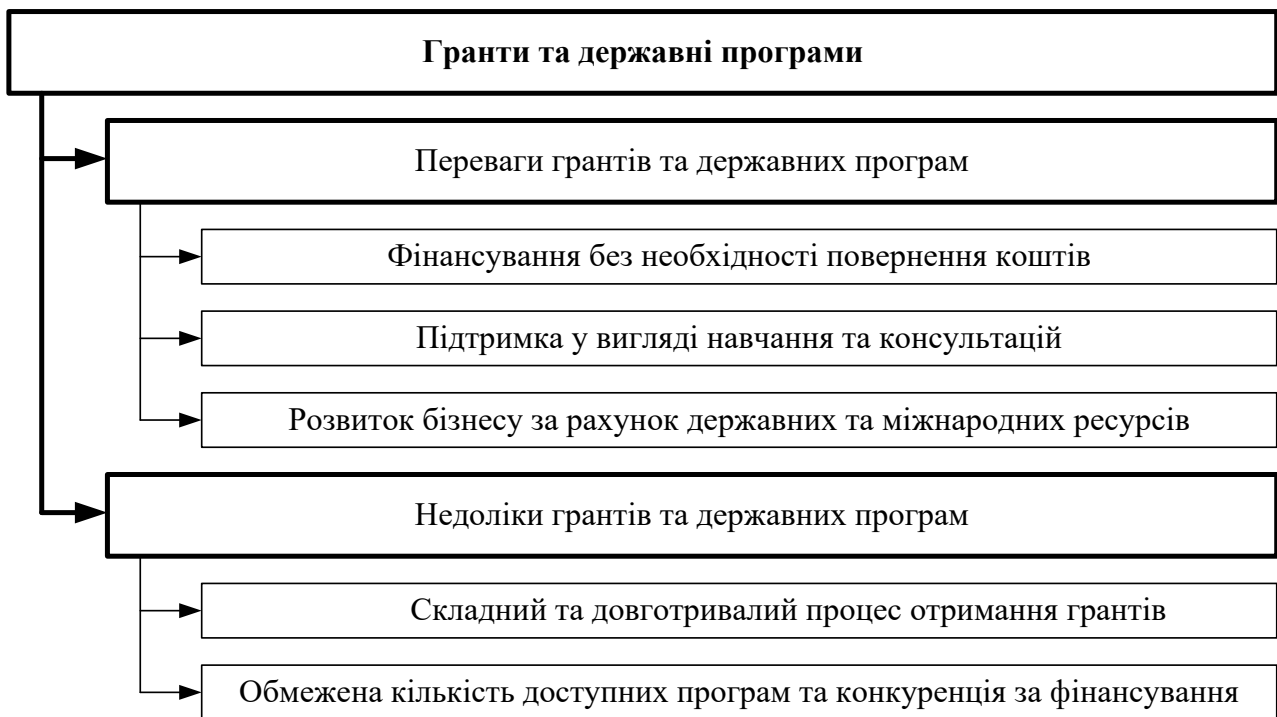 Гранти та державні програми
Переваги грантів та державних програм
Фінансування без необхідності повернення коштів
Підтримка у вигляді навчання та консультацій
Розвиток бізнесу за рахунок державних та міжнародних ресурсів
Недоліки грантів та державних програм
Складний та довготривалий процес отримання грантів
Обмежена кількість доступних програм та конкуренція за фінансування